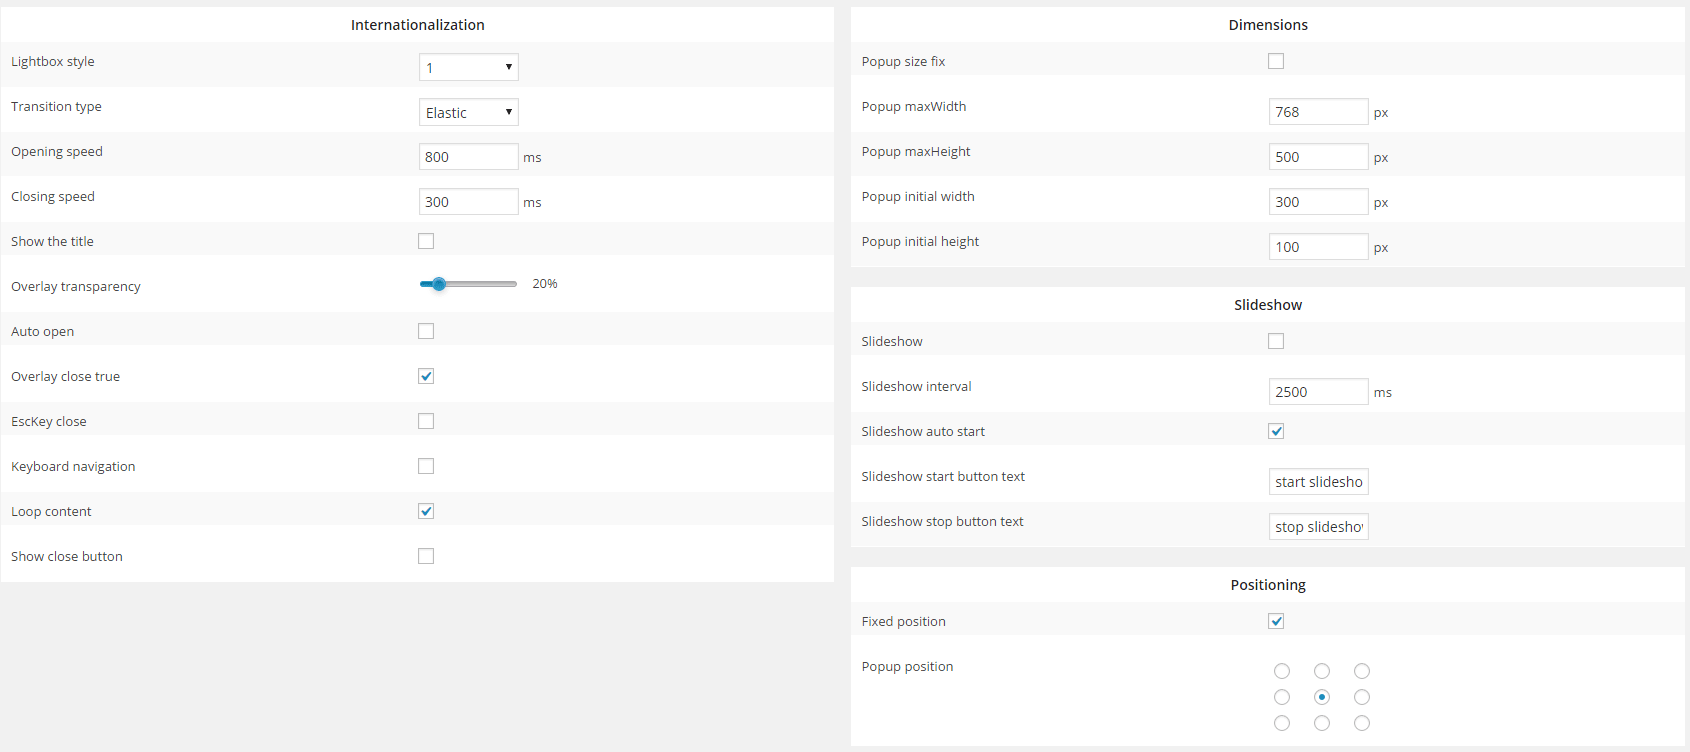 Internationalization
Lightbox style 1
Transition type Elastic
Opening speed 800 ms
Closing speed 300 ms
Show the title
Overlay transparency 20%
Auto open
Overlay close true
EscKey close
Keyboard navigation
Loop content
Show close button
Dimensions
Popup size fix
Popup maxWidth 768 px
Popup maxHeight 500 px
Popup initial width 300 px
Popup initial height 100 px
Slideshow
Slideshow
Slideshow interval 2500 ms
Slideshow auto start
Slideshow start button text start slidesho
Slideshow stop button text stop slidesho
Positioning
Fixed position
Popup position